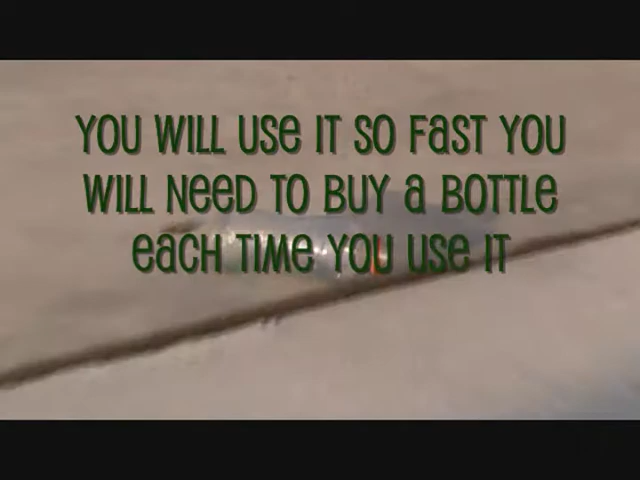 YOU WILL USE IT SO FAST YOU
WILL NEED TO BUY A BOTTLE
EACH TIME YOU USE IT